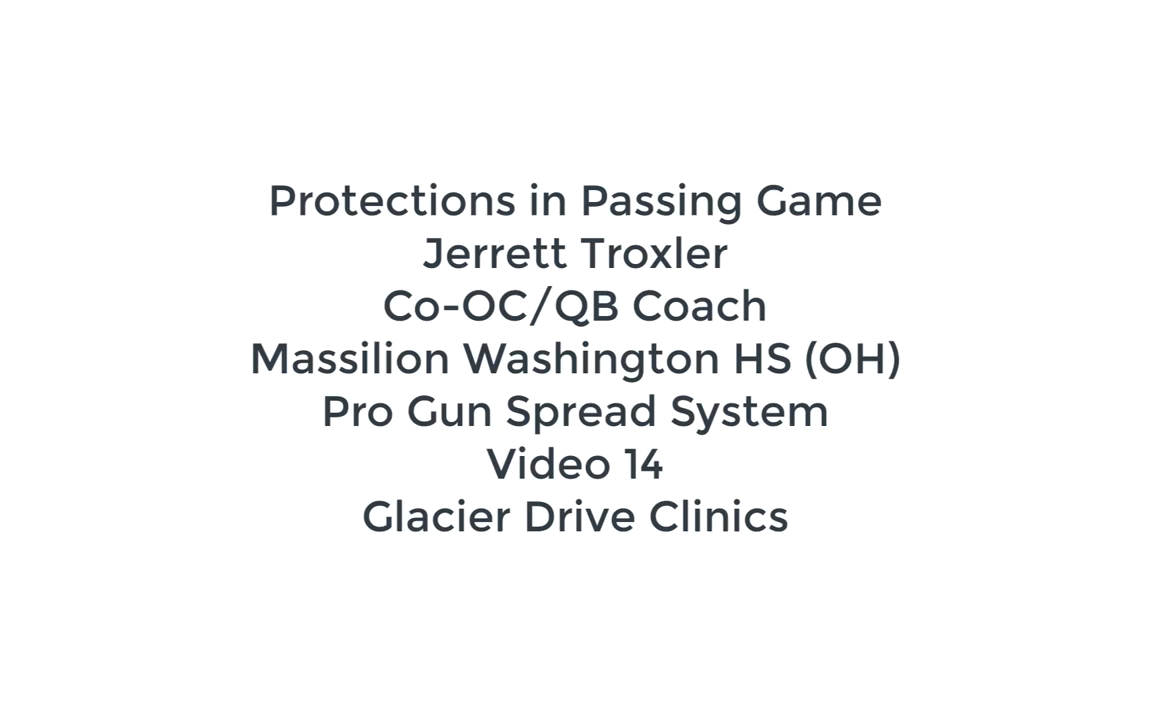 Protections in Passing Game
Jerrett Troxler
Co-OC/QB Coach
Massilion Washington HS (OH)
Pro Gun Spread System
Video 14
Glacier Drive Clinics